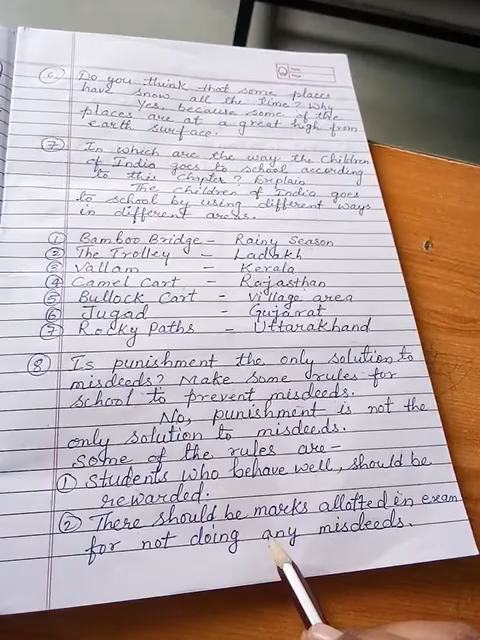 c. Do you think that some places
have snow all the time? Why
Yes, because some of the
places are at a great high from
earth surface.
7. In which are the way the children
of India goes to school according
to this chapter? Explain
The children of India goes
to school by using different ways
in different areas.
1 Bamboo Bridge - Rainy Season
2 The Trolley - Ladakh
3 Vallam - Kerala
4 Camel Cart - Rajasthan
5 Bullock Cart - Village area
6 Jugad - Gujarat
7 Rocky Paths - Uttarakhand
8 Is punishment the only solution to
misdeeds? Make some rules for
school to prevent misdeeds.
No, punishment is not the
only solution to misdeeds.
Some of the rules are-
1 Students who behave well, should be
rewarded.
2 There should be marks allotted in exam
for not doing any misdeeds.